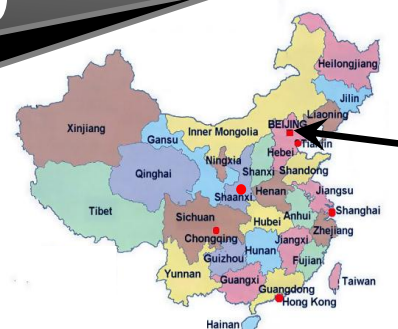 Heilongjiang
Jilin
Liaoning
BEIJING
Inner Mongolia
Xinjiang
Gansu
Tianjin
Hebei
Ningxia
Shanxi
Shandong
Qinghai
Shaanxi
Henan
Jiangsu
Tibet
Sichuan
Anhui
Shanghai
Hubei
Chongqing
Zhejiang
Hunan
Jiangxi
Guizhou
Fujian
Yunnan
Guangxi
Taiwan
Guangdong
Hong Kong
Hainan